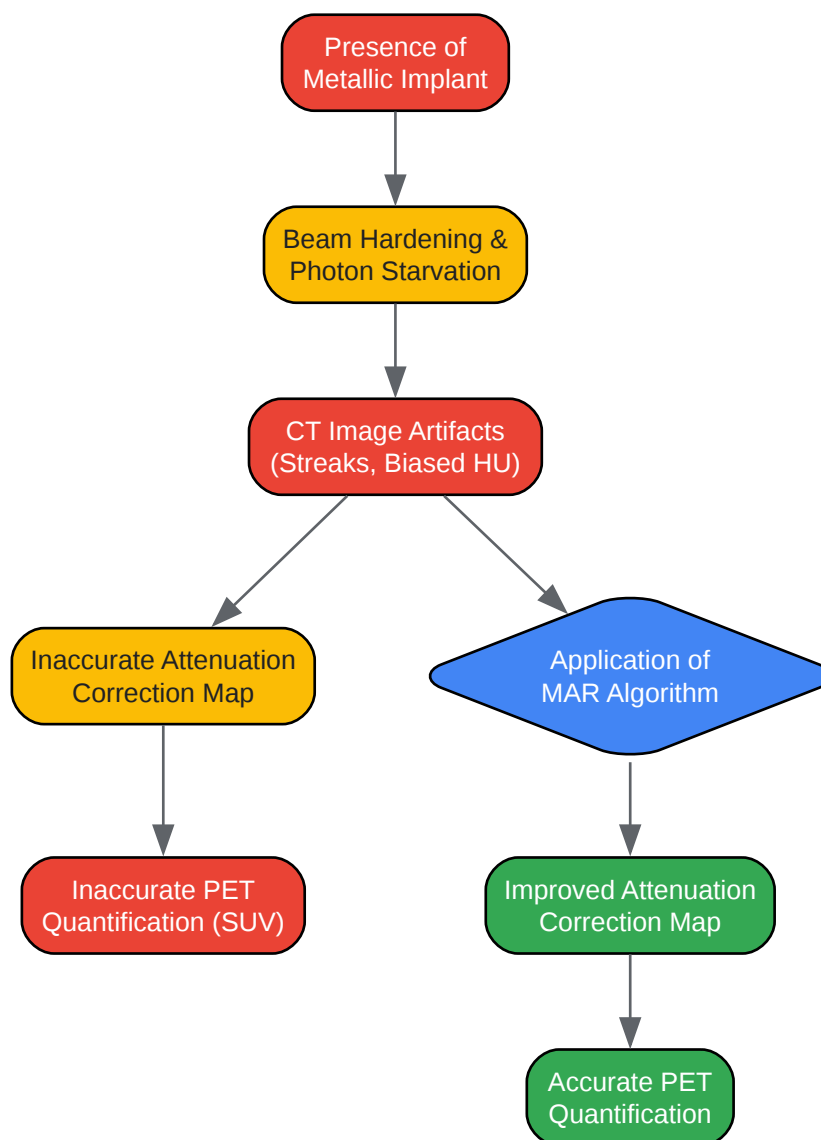 Presence of
Metallic Implant
Beam Hardening &
Photon Starvation
CT Image Artifacts
(Streaks, Biased HU)
Inaccurate Attenuation
Correction Map
Application of
MAR Algorithm
Inaccurate PET
Quantification (SUV)
Improved Attenuation
Correction Map
Accurate PET
Quantification